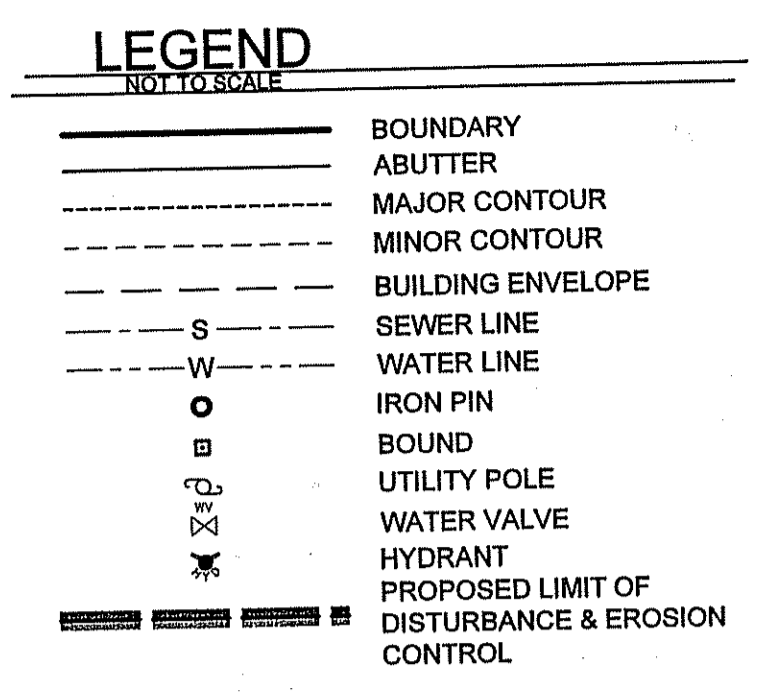 LEGEND
NOT TO SCALE
BOUNDARY
ABUTTER
MAJOR CONTOUR
MINOR CONTOUR
BUILDING ENVELOPE
S SEWER LINE
W WATER LINE
IRON PIN
BOUND
UTILITY POLE
WV
WATER VALVE
HYD
HYDRANT
PROPOSED LIMIT OF
DISTURBANCE & EROSION
CONTROL